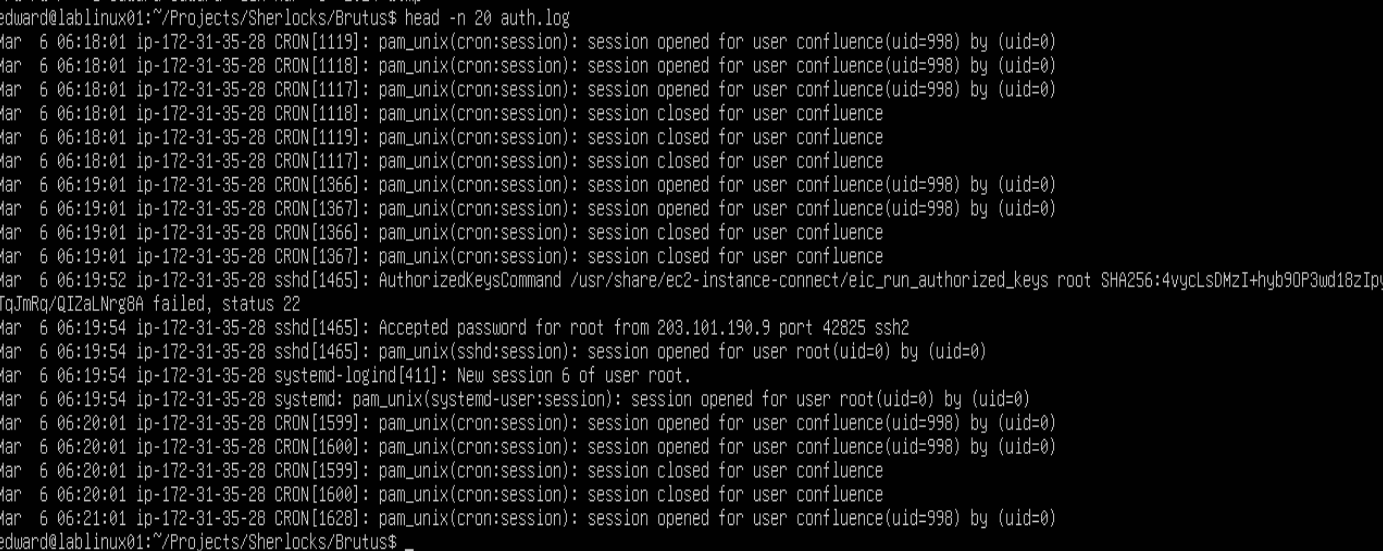 edward@lablinux01:~/Projects/Sherlocks/Brutus$ head -n 20 auth.log
Mar  6 06:18:01 ip-172-31-35-28 CRON[1119]: pam_unix(cron:session): session opened for user confluence(uid=998) by (uid=0)
Mar  6 06:18:01 ip-172-31-35-28 CRON[1118]: pam_unix(cron:session): session opened for user confluence(uid=998) by (uid=0)
Mar  6 06:18:01 ip-172-31-35-28 CRON[1117]: pam_unix(cron:session): session opened for user confluence(uid=998) by (uid=0)
Mar  6 06:18:01 ip-172-31-35-28 CRON[1118]: pam_unix(cron:session): session closed for user confluence
Mar  6 06:18:01 ip-172-31-35-28 CRON[1119]: pam_unix(cron:session): session closed for user confluence
Mar  6 06:18:01 ip-172-31-35-28 CRON[1117]: pam_unix(cron:session): session closed for user confluence
Mar  6 06:19:01 ip-172-31-35-28 CRON[1366]: pam_unix(cron:session): session opened for user confluence(uid=998) by (uid=0)
Mar  6 06:19:01 ip-172-31-35-28 CRON[1367]: pam_unix(cron:session): session opened for user confluence(uid=998) by (uid=0)
Mar  6 06:19:01 ip-172-31-35-28 CRON[1366]: pam_unix(cron:session): session closed for user confluence
Mar  6 06:19:01 ip-172-31-35-28 CRON[1367]: pam_unix(cron:session): session closed for user confluence
Mar  6 06:19:52 ip-172-31-35-28 sshd[1465]: AuthorizedKeysCommand /usr/share/ec2-instance-connect/eic_run_authorized_keys root SHA256:4vycLsDMzI+hyb9OP3wd18zIpy
TqJmRq/QIZaLNrg8A failed, status 22
Mar  6 06:19:54 ip-172-31-35-28 sshd[1465]: Accepted password for root from 203.101.190.9 port 42825 ssh2
Mar  6 06:19:54 ip-172-31-35-28 sshd[1465]: pam_unix(sshd:session): session opened for user root(uid=0) by (uid=0)
Mar  6 06:19:54 ip-172-31-35-28 systemd-logind[411]: New session 6 of user root.
Mar  6 06:19:54 ip-172-31-35-28 systemd: pam_unix(systemd-user:session): session opened for user root(uid=0) by (uid=0)
Mar  6 06:20:01 ip-172-31-35-28 CRON[1599]: pam_unix(cron:session): session opened for user confluence(uid=998) by (uid=0)
Mar  6 06:20:01 ip-172-31-35-28 CRON[1600]: pam_unix(cron:session): session opened for user confluence(uid=998) by (uid=0)
Mar  6 06:20:01 ip-172-31-35-28 CRON[1599]: pam_unix(cron:session): session closed for user confluence
Mar  6 06:20:01 ip-172-31-35-28 CRON[1600]: pam_unix(cron:session): session closed for user confluence
Mar  6 06:21:01 ip-172-31-35-28 CRON[1628]: pam_unix(cron:session): session opened for user confluence(uid=998) by (uid=0)
edward@lablinux01:~/Projects/Sherlocks/Brutus$ _